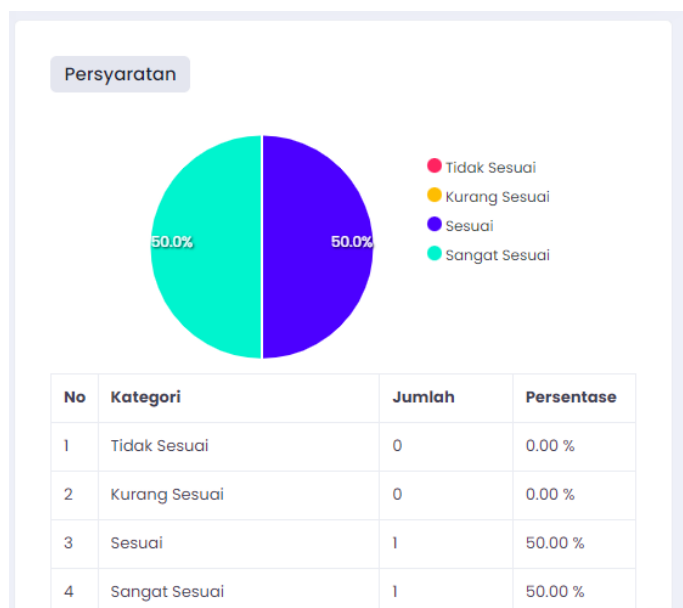 Persyaratan
Tidak Sesuai
Kurang Sesuai
50.0% 50.0% Sesuai
Sangat Sesuai
No Kategori Jumlah Persentase
1 Tidak Sesuai 0 0.00 %
2 Kurang Sesuai 0 0.00 %
3 Sesuai 1 50.00 %
4 Sangat Sesuai 1 50.00 %